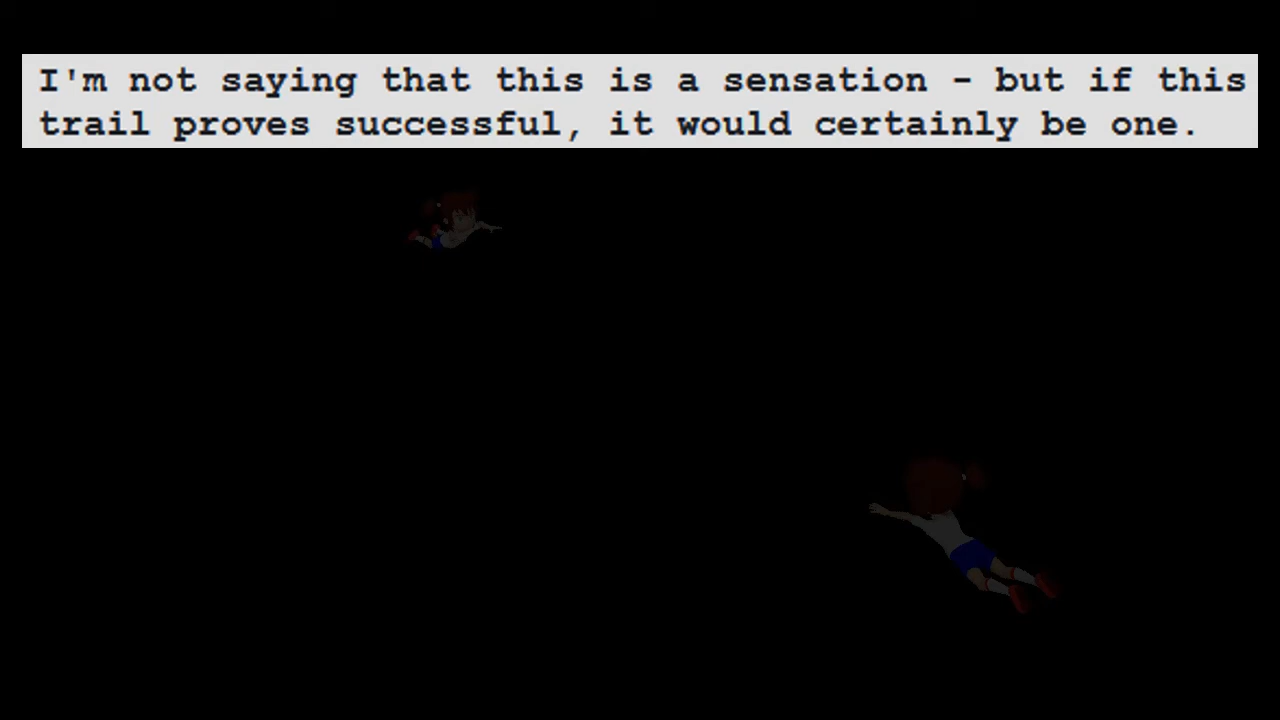 I'm not saying that this is a sensation - but if this
trail proves successful, it would certainly be one.